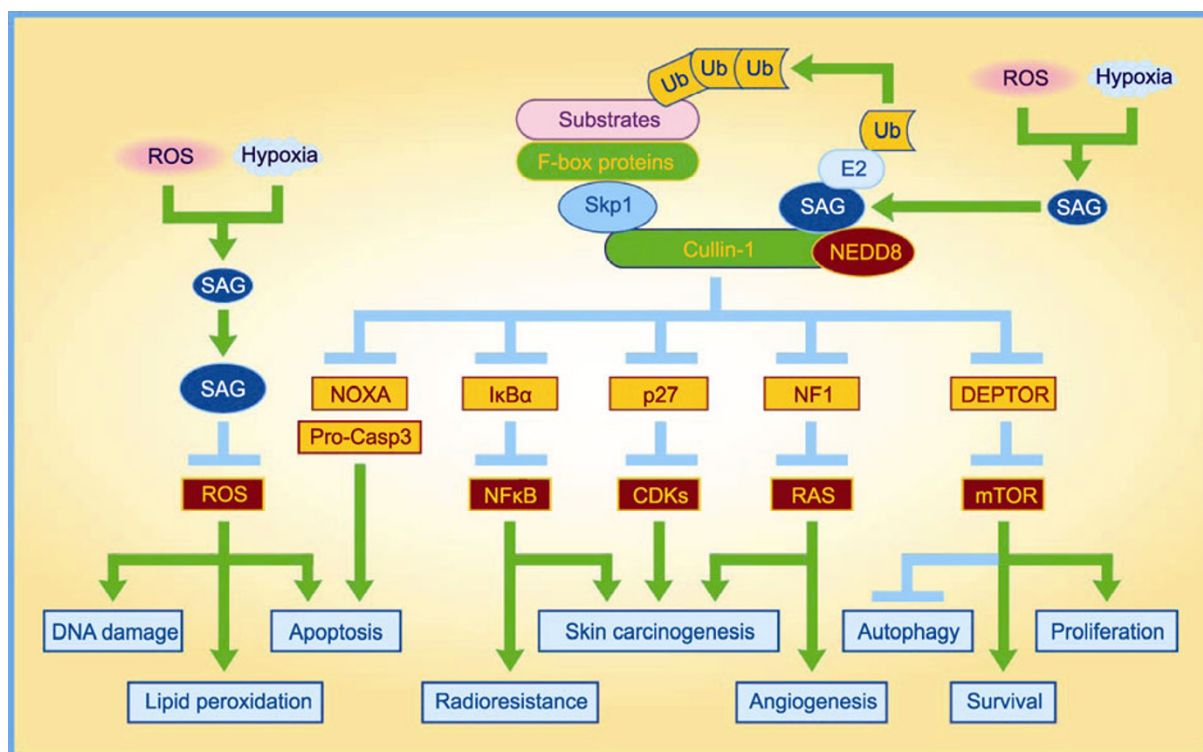 Ub Ub Ub
ROS Hypoxia
Substrates
Ub
F-box proteins
E2
ROS Hypoxia
Skp1
SAG
SAG
Cullin-1
NEDD8
SAG
SAG
NOXA
IκBα
p27
NF1
DEPTOR
Pro-Casp3
ROS
NFκB
CDKs
RAS
mTOR
DNA damage
Apoptosis
Skin carcinogenesis
Autophagy
Proliferation
Lipid peroxidation
Radioresistance
Angiogenesis
Survival